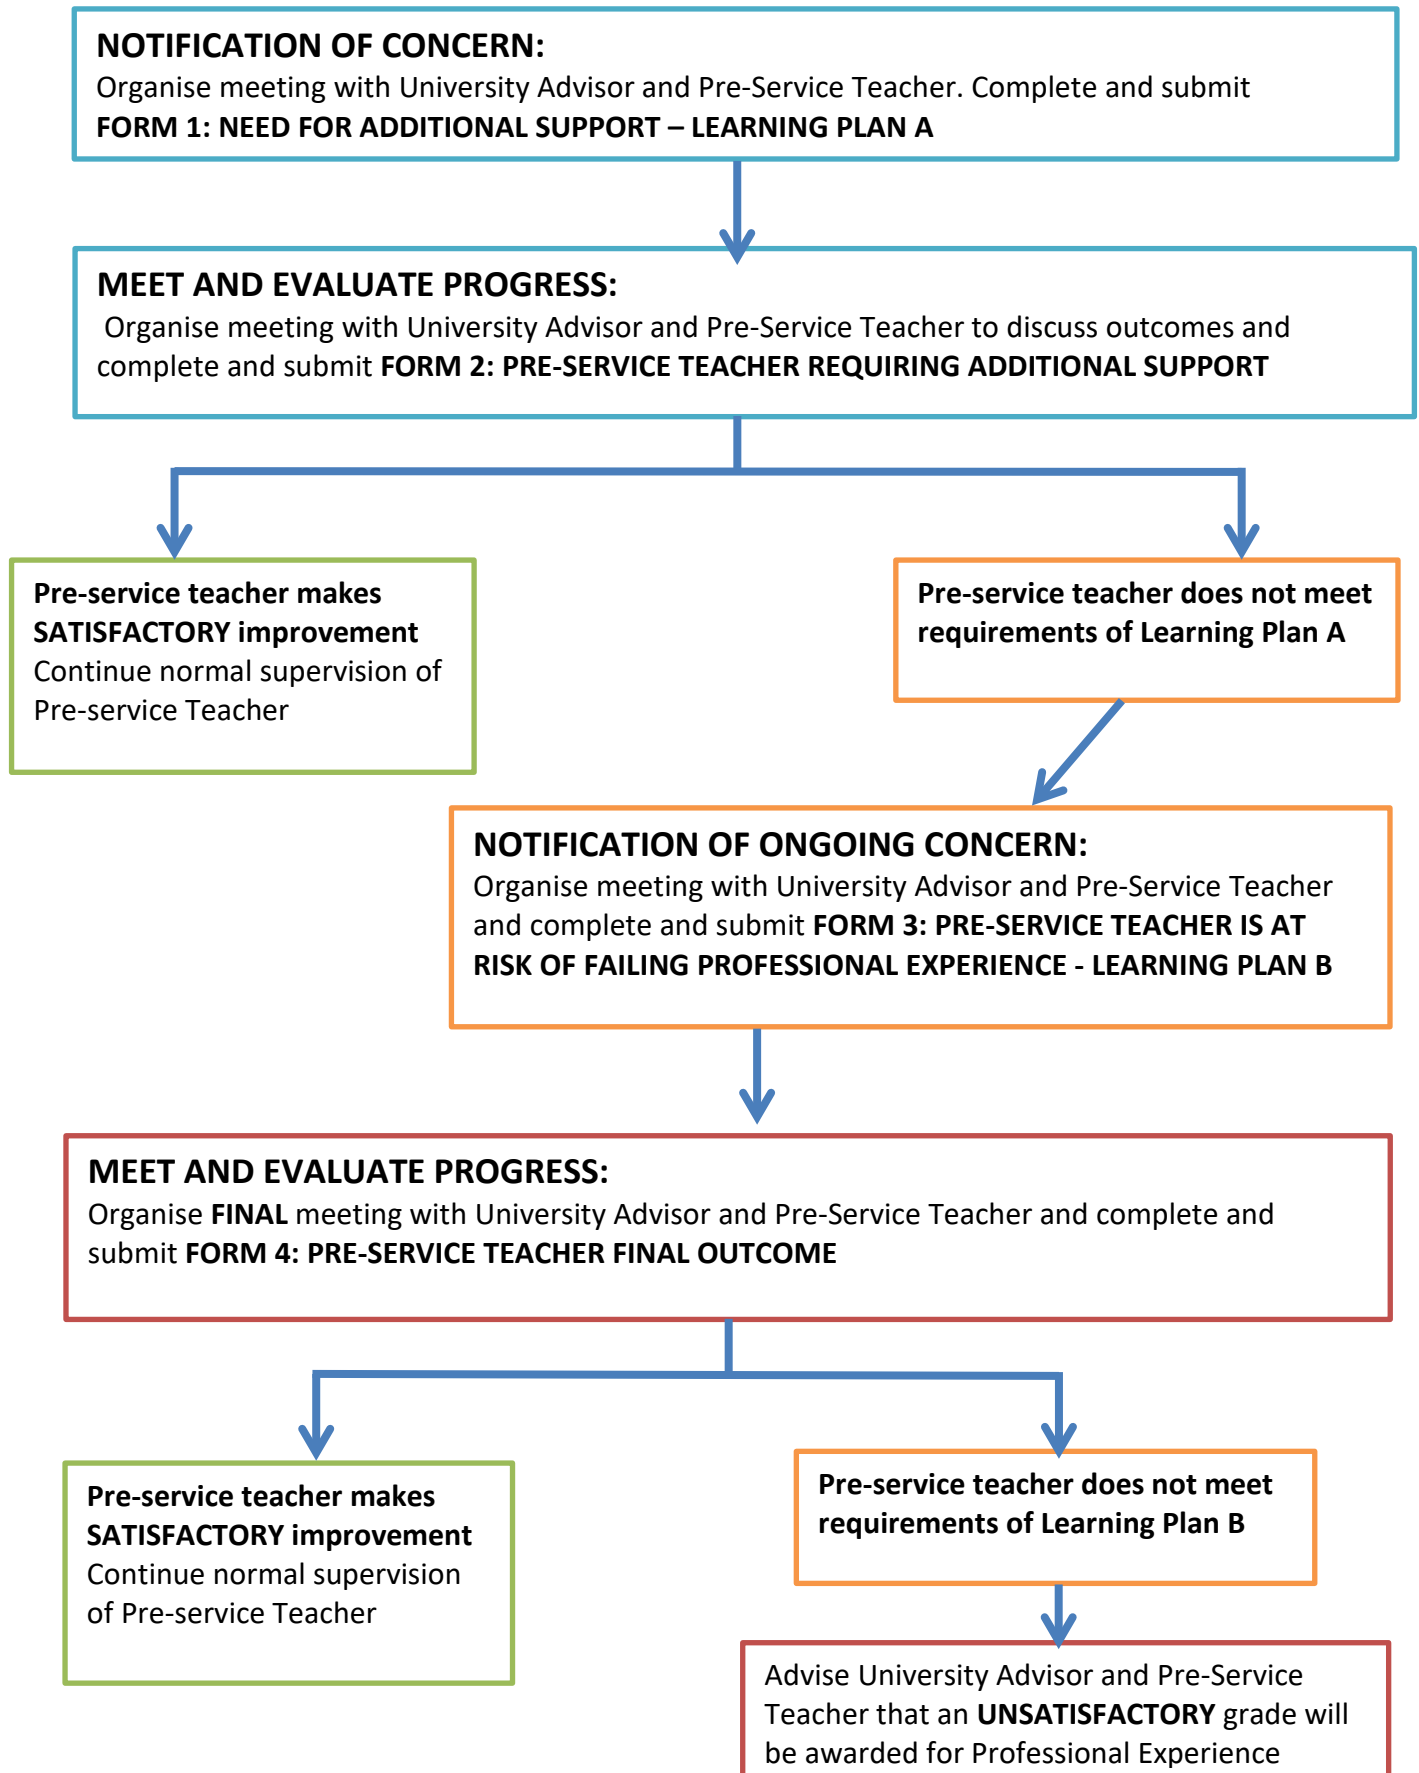 NOTIFICATION OF CONCERN:
Organise meeting with University Advisor and Pre-Service Teacher. Complete and submit
FORM 1: NEED FOR ADDITIONAL SUPPORT – LEARNING PLAN A
MEET AND EVALUATE PROGRESS:
Organise meeting with University Advisor and Pre-Service Teacher to discuss outcomes and
complete and submit FORM 2: PRE-SERVICE TEACHER REQUIRING ADDITIONAL SUPPORT
Pre-service teacher makes
SATISFACTORY improvement
Continue normal supervision of
Pre-service Teacher
Pre-service teacher does not meet
requirements of Learning Plan A
NOTIFICATION OF ONGOING CONCERN:
Organise meeting with University Advisor and Pre-Service Teacher
and complete and submit FORM 3: PRE-SERVICE TEACHER IS AT
RISK OF FAILING PROFESSIONAL EXPERIENCE - LEARNING PLAN B
MEET AND EVALUATE PROGRESS:
Organise FINAL meeting with University Advisor and Pre-Service Teacher and complete and
submit FORM 4: PRE-SERVICE TEACHER FINAL OUTCOME
Pre-service teacher makes
SATISFACTORY improvement
Continue normal supervision
of Pre-service Teacher
Pre-service teacher does not meet
requirements of Learning Plan B
Advise University Advisor and Pre-Service
Teacher that an UNSATISFACTORY grade will
be awarded for Professional Experience